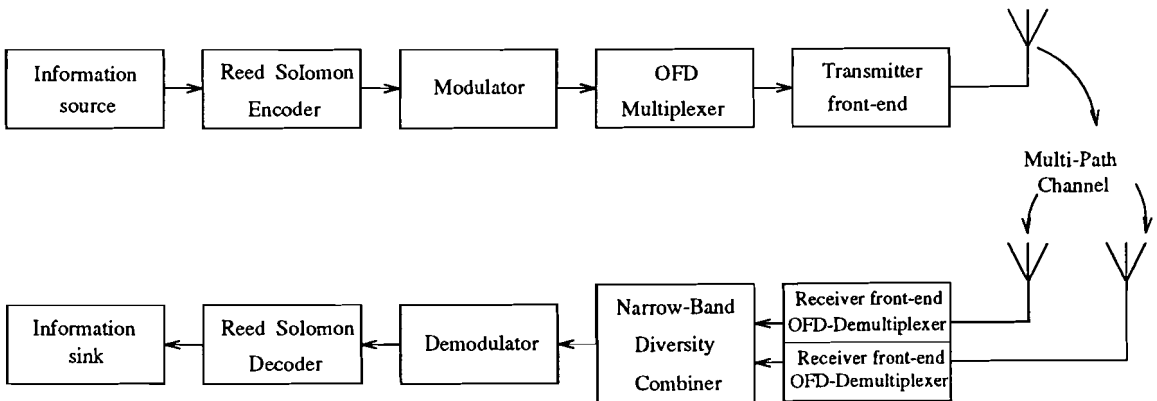 Information
source
Reed Solomon
Encoder
Modulator
OFD
Multiplexer
Transmitter
front-end
Multi-Path
Channel
Information
sink
Reed Solomon
Decoder
Demodulator
Narrow-Band
Diversity
Combiner
Receiver front-end
OFD-Demultiplexer
Receiver front-end
OFD-Demultiplexer